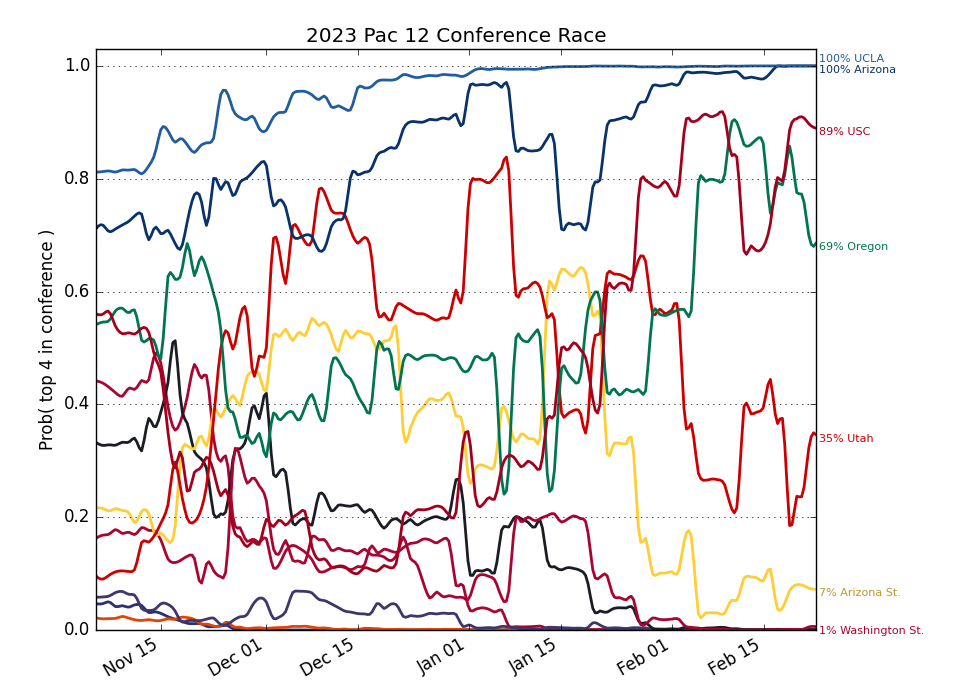 2023 Pac 12 Conference Race
Prob( top 4 in conference )
1.0
0.8
0.6
0.4
0.2
0.0
100% UCLA
100% Arizona
89% USC
69% Oregon
35% Utah
7% Arizona St.
1% Washington St.
Nov 15
Dec 01
Dec 15
Jan 01
Jan 15
Feb 01
Feb 15